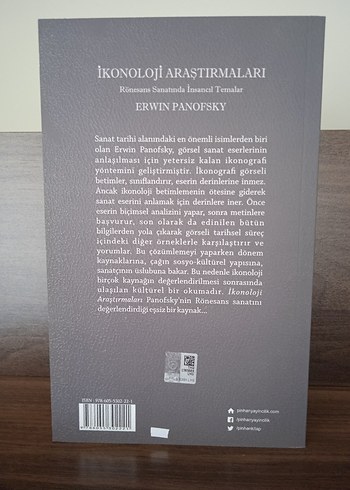 İKONOLOJİ ARAŞTIRMALARI
Rönesans Sanatında İnsancıl Temalar
ERWIN PANOFSKY
Sanat tarihi alanındaki en önemli isimlerden biri
olan Erwin Panofsky, görsel sanat eserlerinin
anlaşılması için yetersiz kalan ikonografi
yöntemini geliştirmiştir. İkonografi görseli
betimler, sınıflandırır, eserin derinlerine inmez.
Ancak ikonoloji betimlemenin ötesine giderek
sanat eserini anlamak için derinlere iner. Önce
eserin biçimsel analizini yapar, sonra metinlere
başvurur, son olarak da edinilen bütün
bilgilerden yola çıkarak görseli tarihsel süreç
içindeki diğer örneklerle karşılaştırır ve
yorumlar. Bu çözümlemeyi yaparken dönem
kaynaklarına, çağın sosyo-kültürel yapısına,
sanatçının üslubuna bakar. Bu nedenle ikonoloji
birçok kaynağın değerlendirilmesi sonrasında
ulaşılan kültürel bir okumadır. İkonoloji
Araştırmaları Panofsky'nin Rönesans sanatını
değerlendirdiği eşsiz bir kaynak...